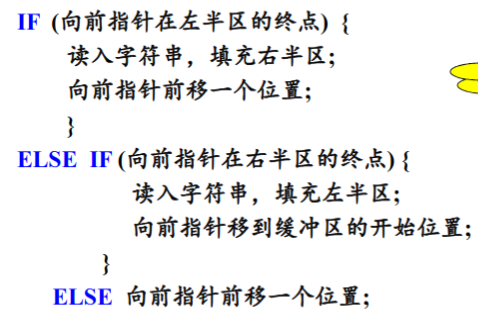 IF (向前指针在左半区的终点) {
读入字符串，填充右半区;
向前指针前移一个位置;
}
ELSE IF(向前指针在右半区的终点) {
读入字符串，填充左半区;
向前指针移到缓冲区的开始位置;
}
ELSE 向前指针前移一个位置;